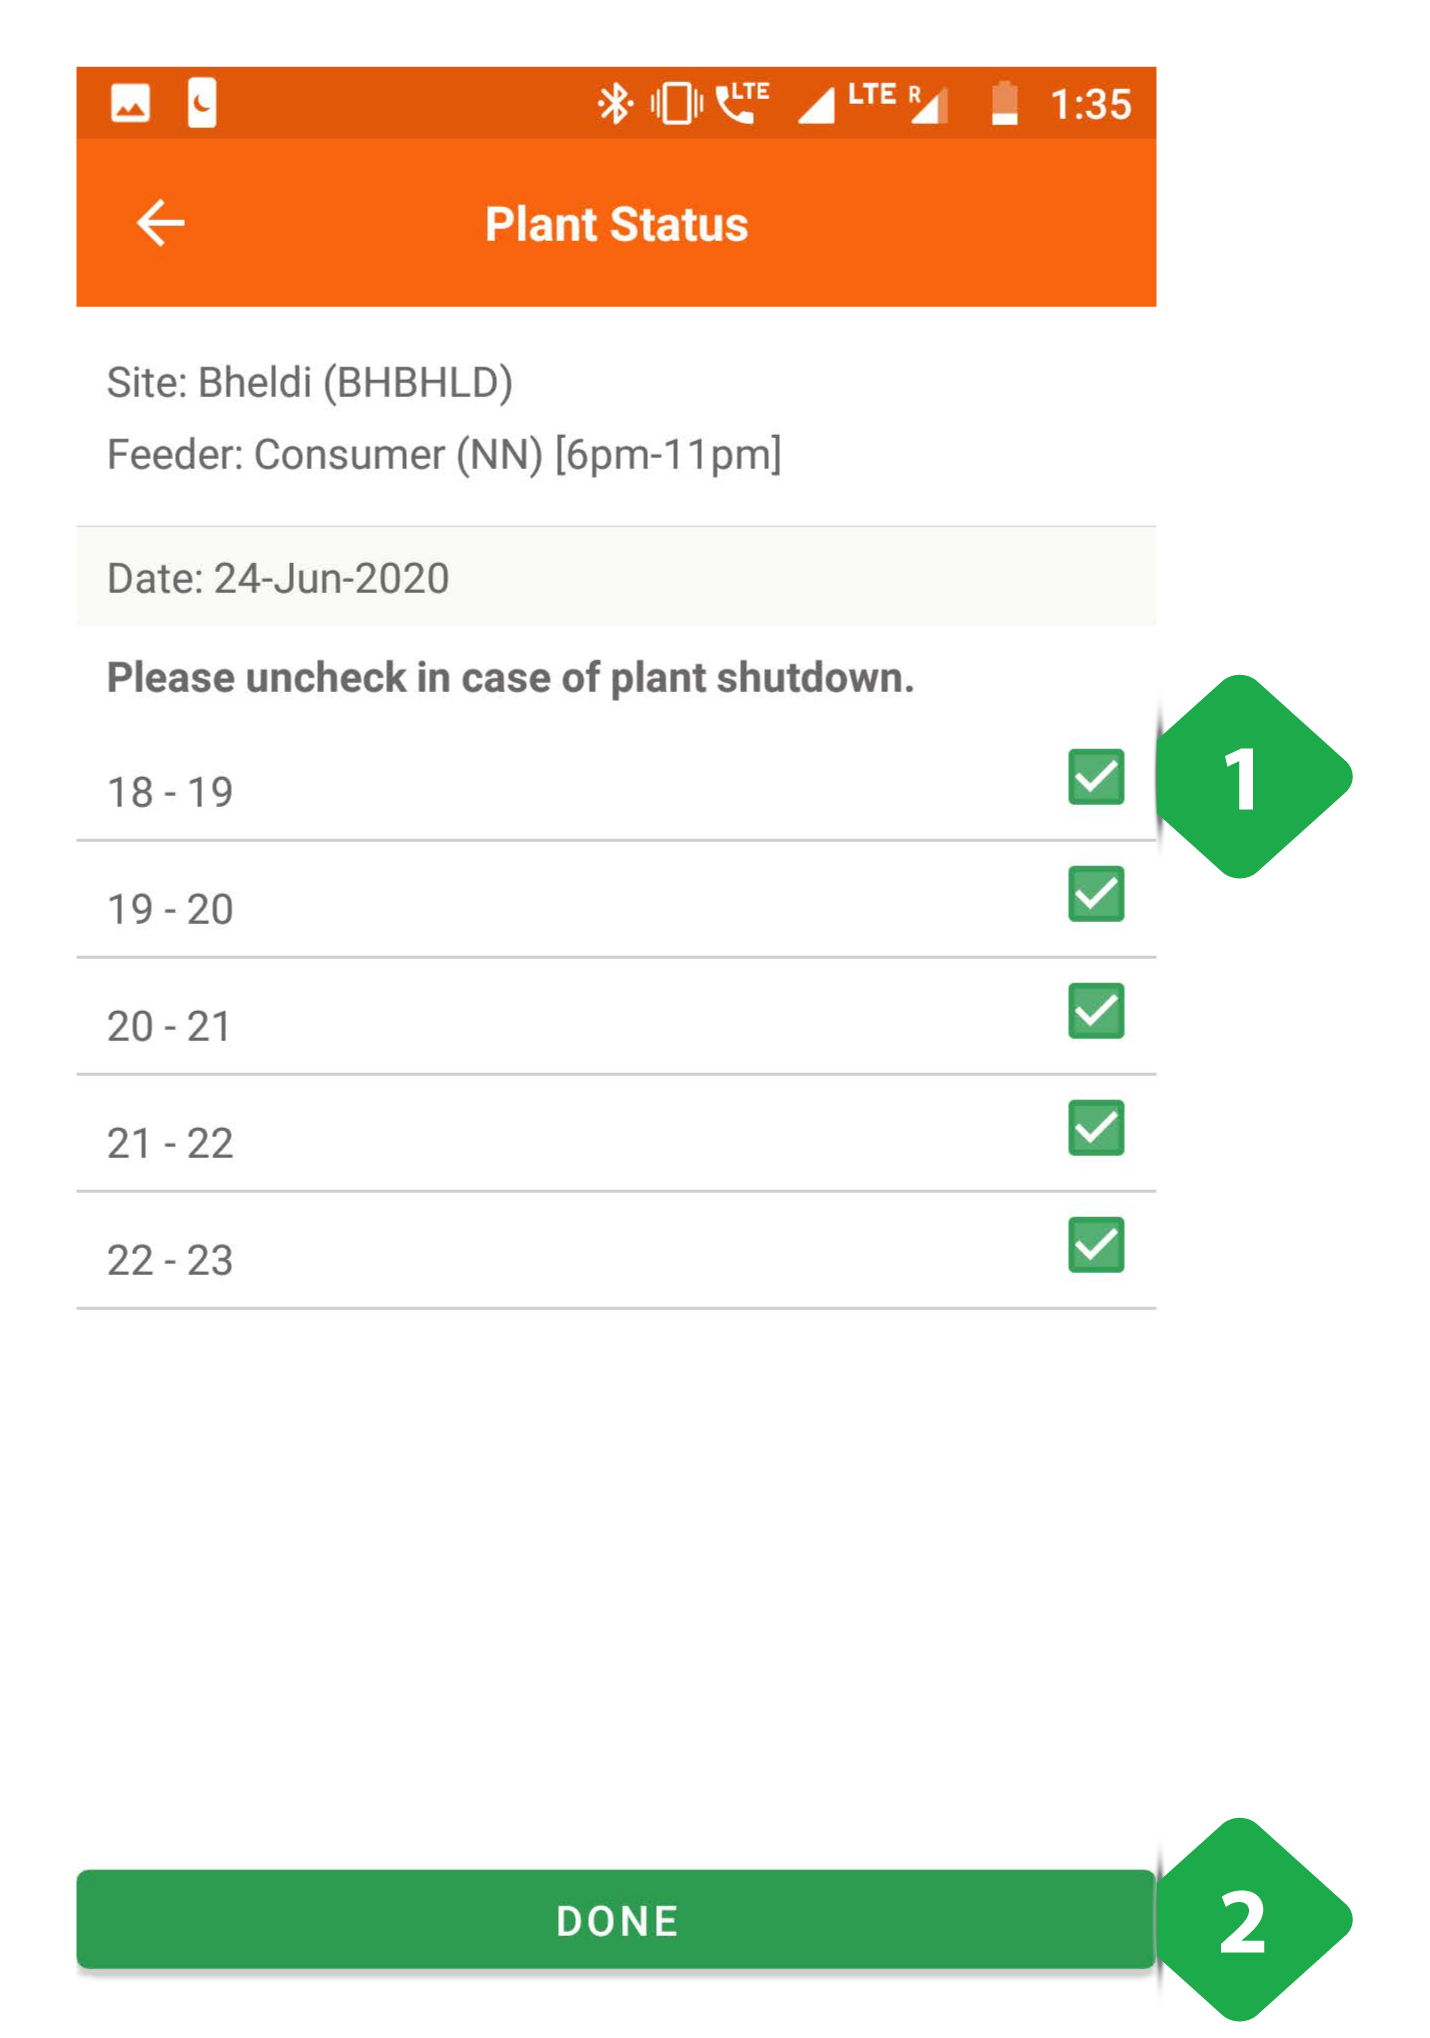 LTE LTE R 1:35
Plant Status
Site: Bheldi (BHBHLD)
Feeder: Consumer (NN) [6pm-11pm]
Date: 24-Jun-2020
Please uncheck in case of plant shutdown.
18 - 19
1
19 - 20
20 - 21
21 - 22
22 - 23
DONE
2